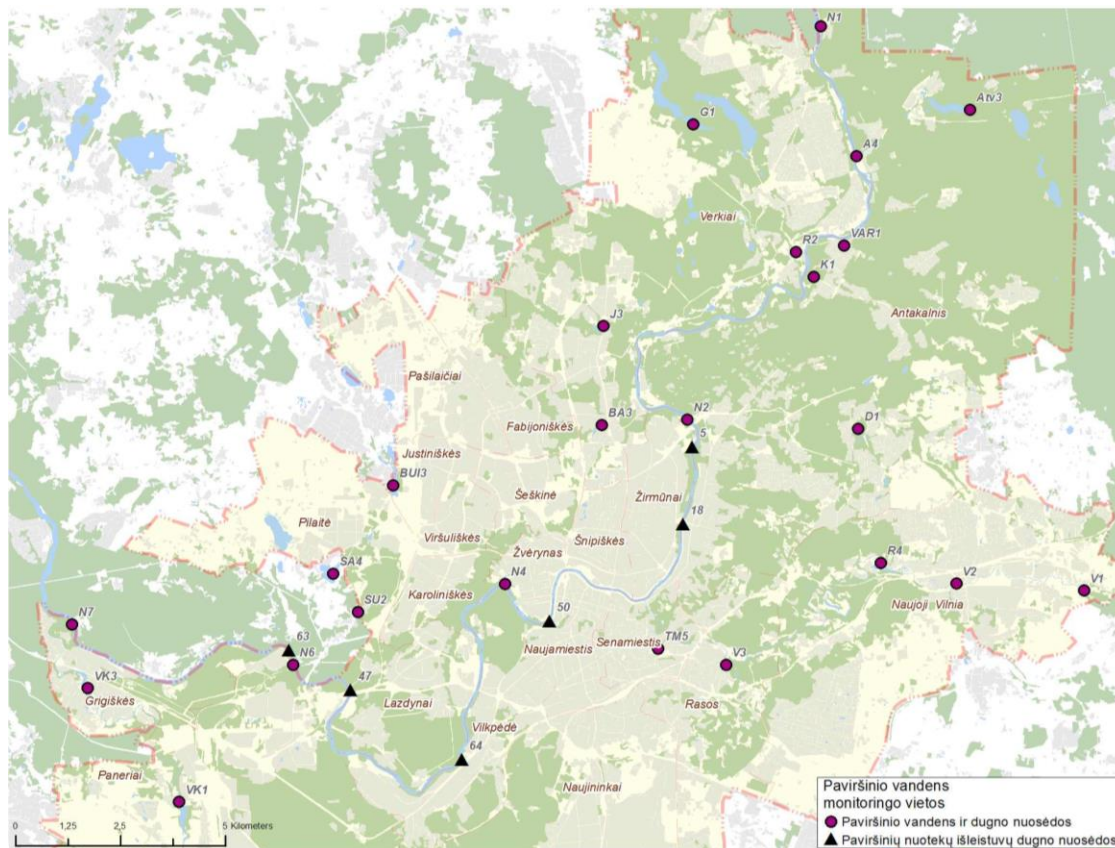 N1
Atv3
G1
A4
Verkiai
VAR1
R2
K1
Antakalnis
J3
Pašilaičiai
BA3
N2
Fabijoniškės
D1
5
Justiniškės
BUI3
Šeškinė
Žirmūnai
18
Pilaitė
Viršuliškės
Šnipiškės
Žvėrynas
SA4
N4
R4
V2
V1
Karoliniškės
SU2
Naujoji Vilnia
50
N7
63
Senamiestis
TM5
Naujamiestis
N6
V3
VK3
47
Grigiškės
Lazdynai
Rasos
Vilkpėdė
64
Paneriai
Naujininkai
VK1
0 1,25 2,5 5 Kilometers
Paviršinio vandens
monitoringo vietos
Paviršinio vandens ir dugno nuosėdos
Paviršinių nuotekų išleistuvų dugno nuosėdos